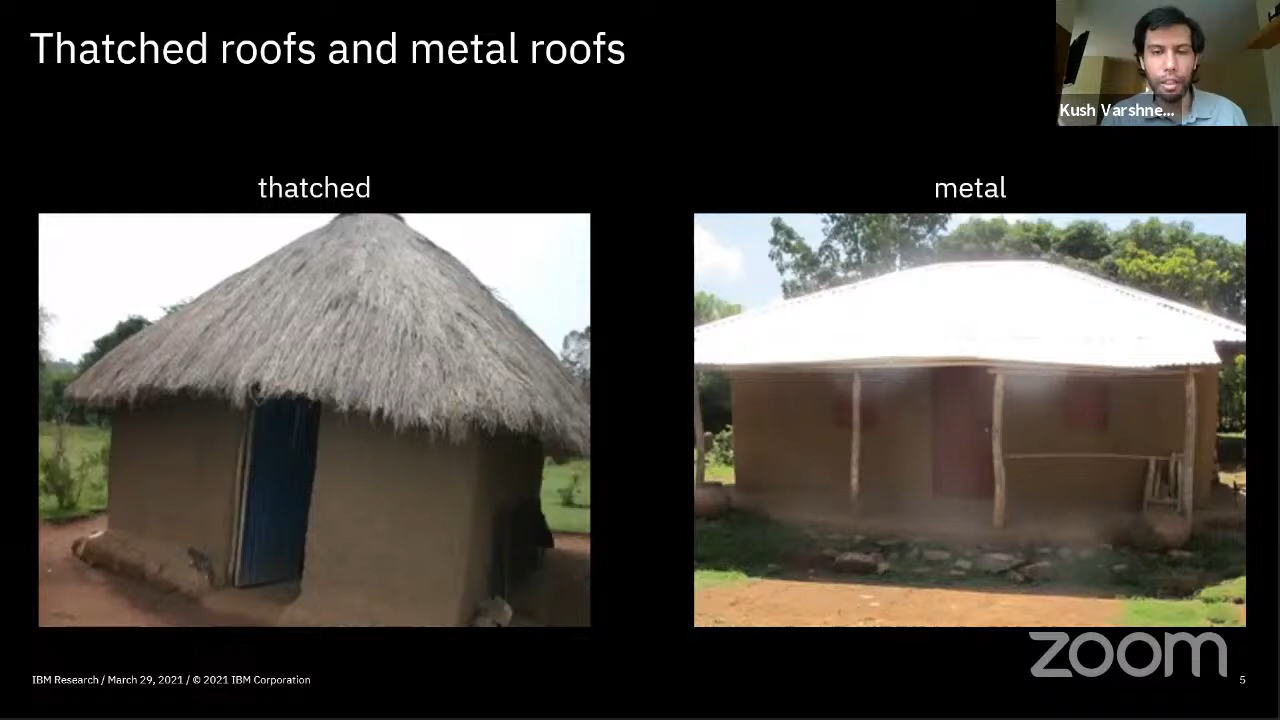 Thatched roofs and metal roofs
Kush Varshne...
thatched
metal
zoom
IBM Research / March 29, 2021 / © 2021 IBM Corporation
5